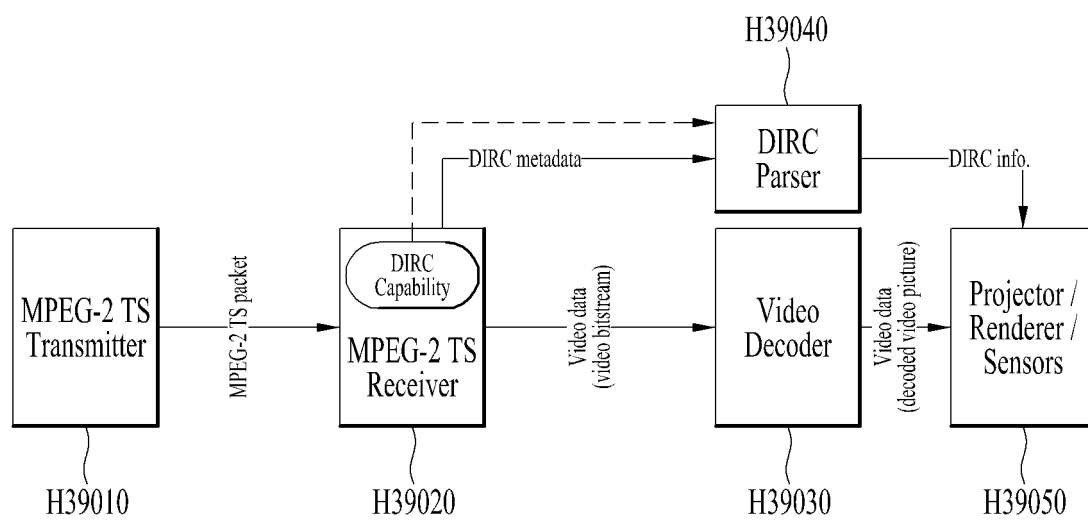 H39040
DIRC
Parser
DIRC metadata
DIRC info.
DIRC
Capability
MPEG-2 TS
Transmitter
MPEG-2 TS packet
MPEG-2 TS
Receiver
Video data
(video bitstream)
Video
Decoder
Video data
(decoded video picture)
Projector /
Renderer /
Sensors
H39010
H39020
H39030
H39050